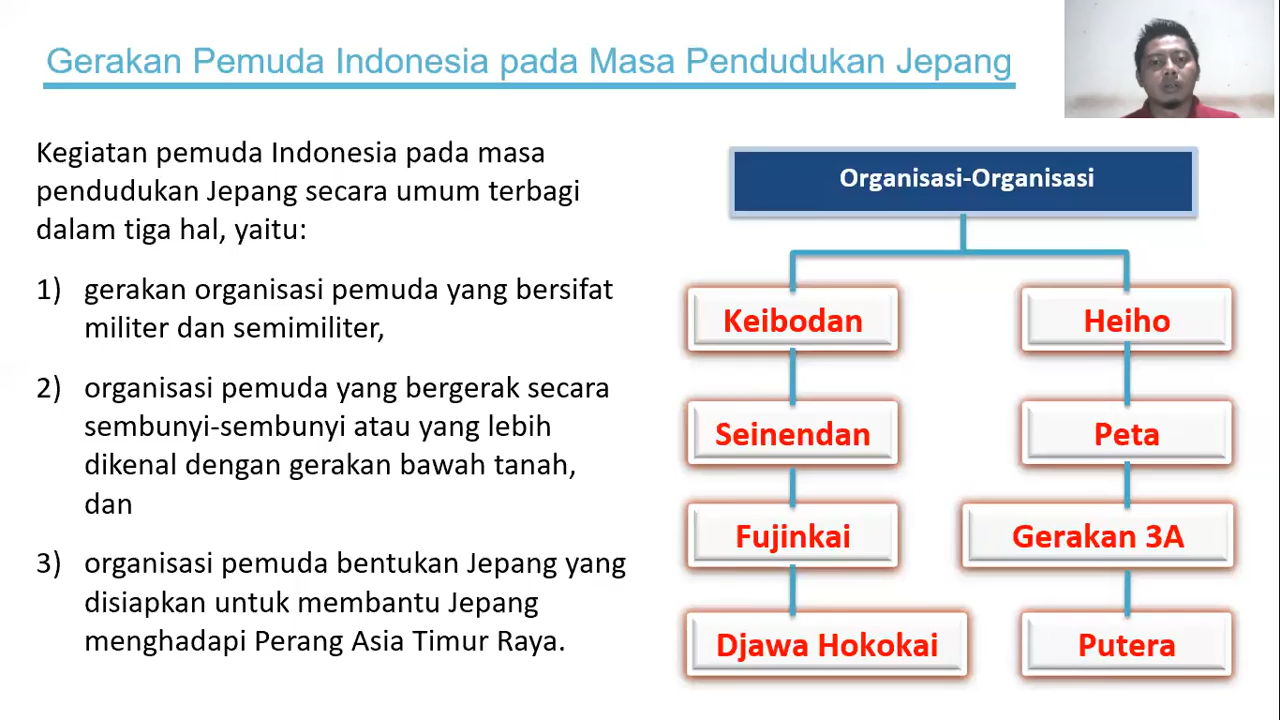 Gerakan Pemuda Indonesia pada Masa Pendudukan Jepang
Kegiatan pemuda Indonesia pada masa
pendudukan Jepang secara umum terbagi
dalam tiga hal, yaitu:
1) gerakan organisasi pemuda yang bersifat
militer dan semimiliter,
2) organisasi pemuda yang bergerak secara
sembunyi-sembunyi atau yang lebih
dikenal dengan gerakan bawah tanah,
dan
3) organisasi pemuda bentukan Jepang yang
disiapkan untuk membantu Jepang
menghadapi Perang Asia Timur Raya.
Organisasi-Organisasi
Keibodan
Seinendan
Fujinkai
Djawa Hokokai
Heiho
Peta
Gerakan 3A
Putera